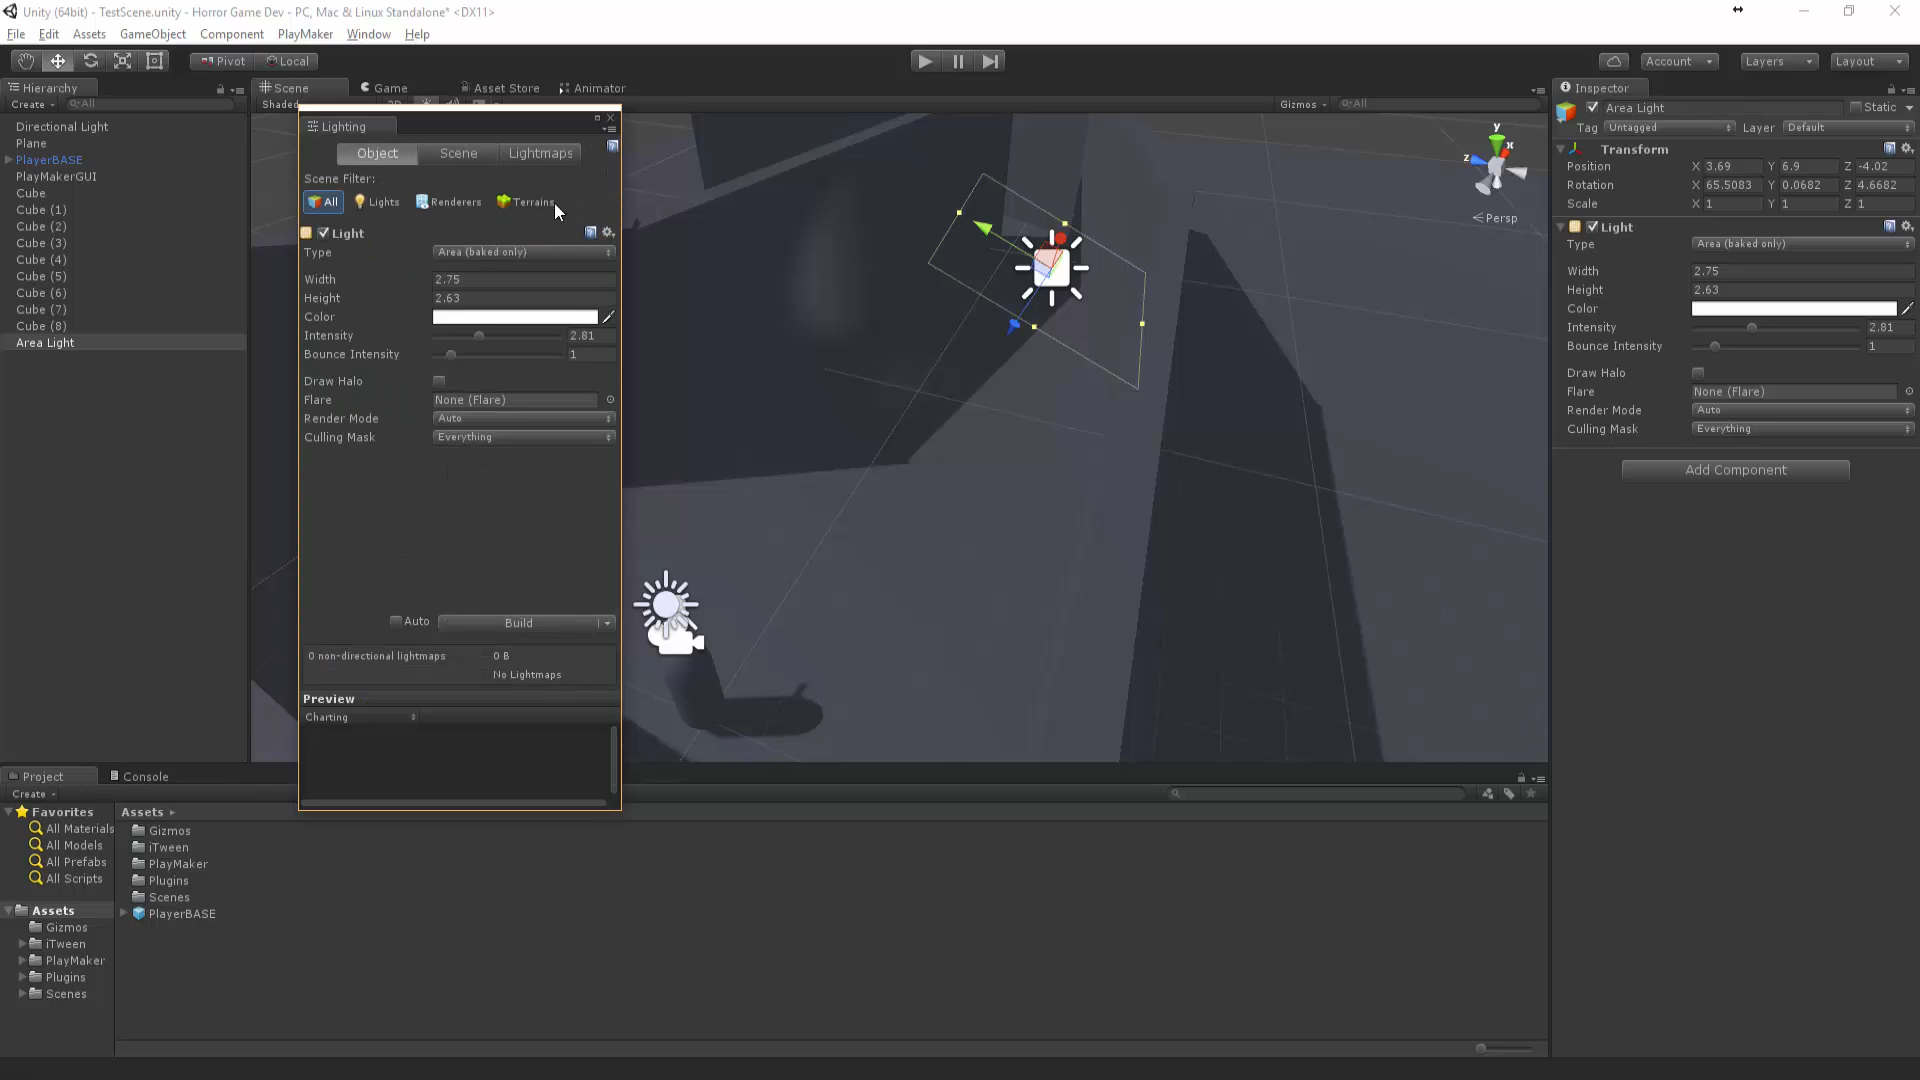 Unity (64bit) - TestScene.unity - Horror Game Dev - PC, Mac & Linux Standalone* <DX11>
File Edit Assets GameObject Component PlayMaker Window Help
Pivot Local Account Layers Layout
Hierarchy
Create All
Directional Light
Plane
PlayerBASE
PlayMakerGUI
Cube
Cube (1)
Cube (2)
Cube (3)
Cube (4)
Cube (5)
Cube (6)
Cube (7)
Cube (8)
Area Light
Scene Game Asset Store Animator
Shaded Gizmos All
Lighting
Object Scene Lightmaps
Scene Filter:
All Lights Renderers Terrains
Light
Type Area (baked only)
Width 2.75
Height 2.63
Color
Intensity 2.81
Bounce Intensity 1
Draw Halo
Flare None (Flare)
Render Mode Auto
Culling Mask Everything
Auto Build
0 non-directional lightmaps 0 B
No Lightmaps
Preview
Charting
y
x
z
Persp
Inspector
Area Light Static
Tag Untagged Layer Default
Transform
Position X 3.69 Y 6.9 Z -4.02
Rotation X 65.5083 Y 0.0682 Z 4.6682
Scale X 1 Y 1 Z 1
Light
Type Area (baked only)
Width 2.75
Height 2.63
Color
Intensity 2.81
Bounce Intensity 1
Draw Halo
Flare None (Flare)
Render Mode Auto
Culling Mask Everything
Add Component
Project Console
Create
Favorites
All Materials
All Models
All Prefabs
All Scripts
Assets
Gizmos
iTween
PlayMaker
Plugins
Scenes
Assets
Gizmos
iTween
PlayMaker
Plugins
Scenes
PlayerBASE